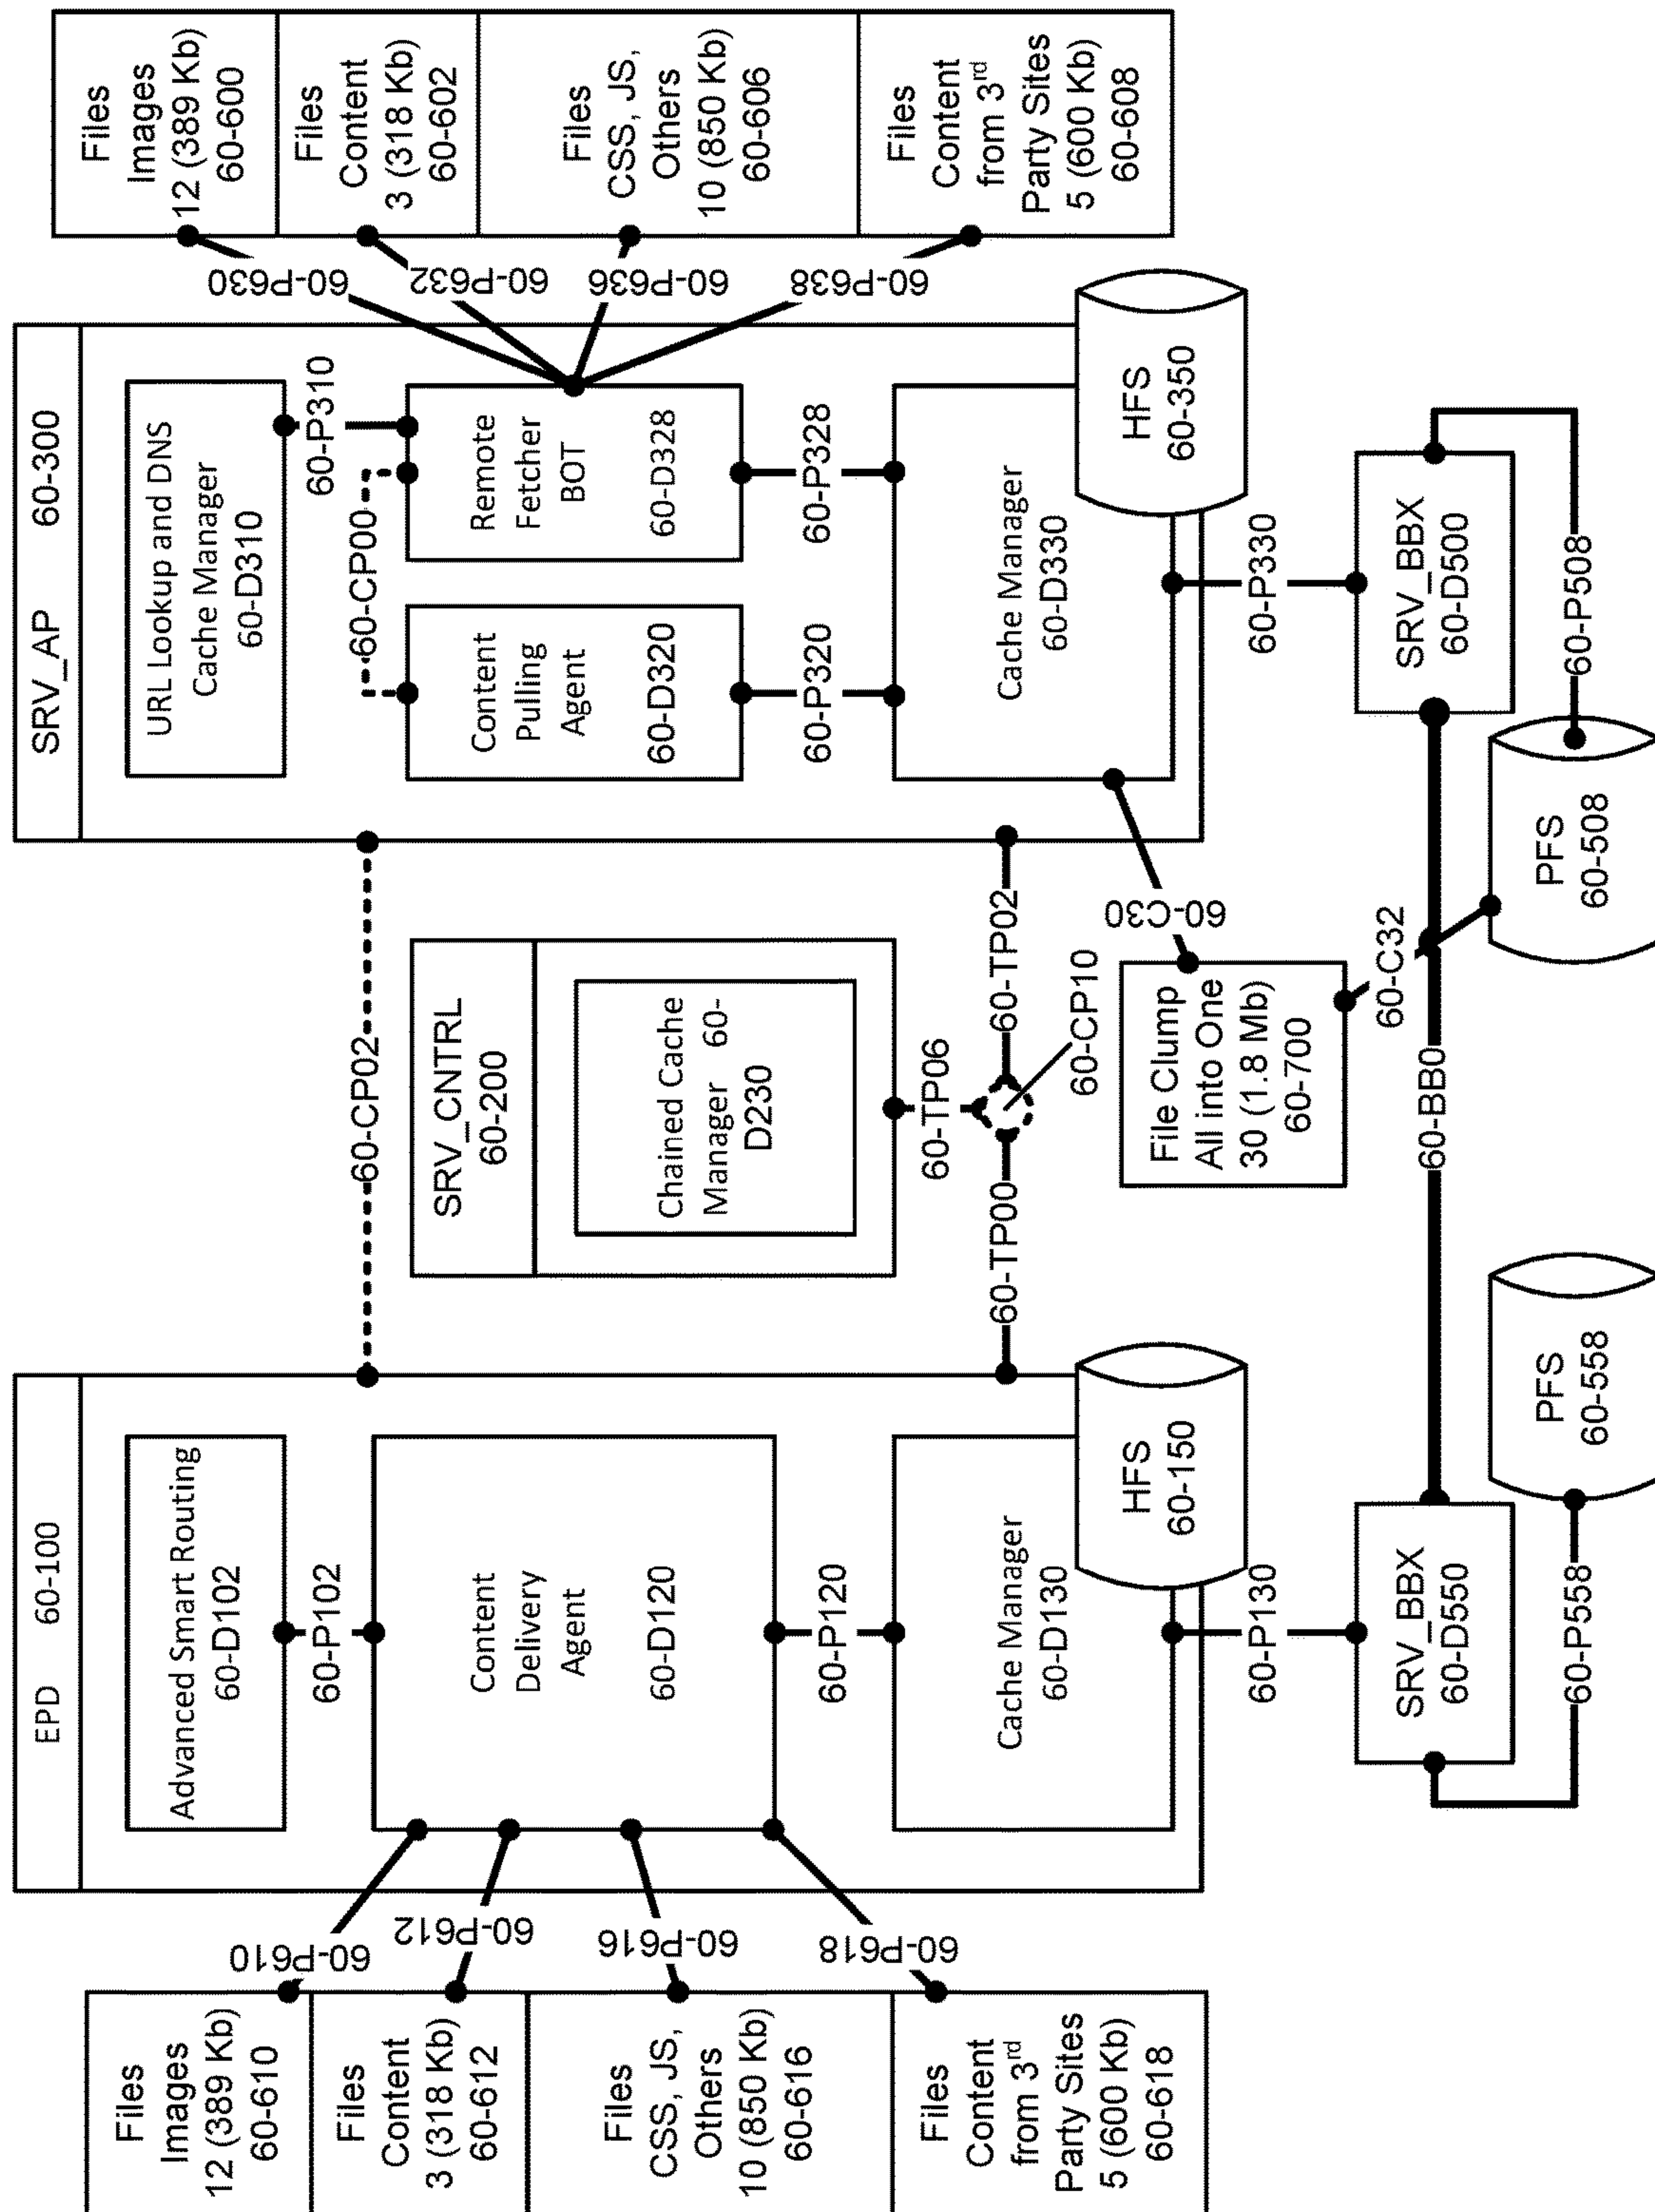 Files
Images
12 (389 Kb)
60-610
Files
Content
3 (318 Kb)
60-612
Files
CSS, JS,
Others
10 (850 Kb)
60-616
Files
Content
from 3rd
Party Sites
5 (600 Kb)
60-618
60-P610
60-P612
60-P616
60-P618
EPD 60-100
Advanced Smart Routing
60-D102
60-P102
Content
Delivery
Agent
60-D120
60-P120
Cache Manager
60-D130
HFS
60-150
60-P130
SRV_BBX
60-D550
60-P558
PFS
60-558
60-CP02
SRV_CNTRL
60-200
Chained Cache
Manager 60-
D230
60-TP06
60-TP00
60-TP02
60-CP10
File Clump
All into One
30 (1.8 Mb)
60-700
60-C30
60-C32
60-BB0
SRV_AP 60-300
URL Lookup and DNS
Cache Manager
60-D310
60-P310
60-CP00
Content
Pulling
Agent
60-D320
Remote
Fetcher
BOT
60-D328
60-P320
60-P328
Cache Manager
60-D330
HFS
60-350
60-P330
SRV_BBX
60-D500
60-P508
PFS
60-508
60-P630
60-P632
60-P636
60-P638
Files
Images
12 (389 Kb)
60-600
Files
Content
3 (318 Kb)
60-602
Files
CSS, JS,
Others
10 (850 Kb)
60-606
Files
Content
from 3rd
Party Sites
5 (600 Kb)
60-608